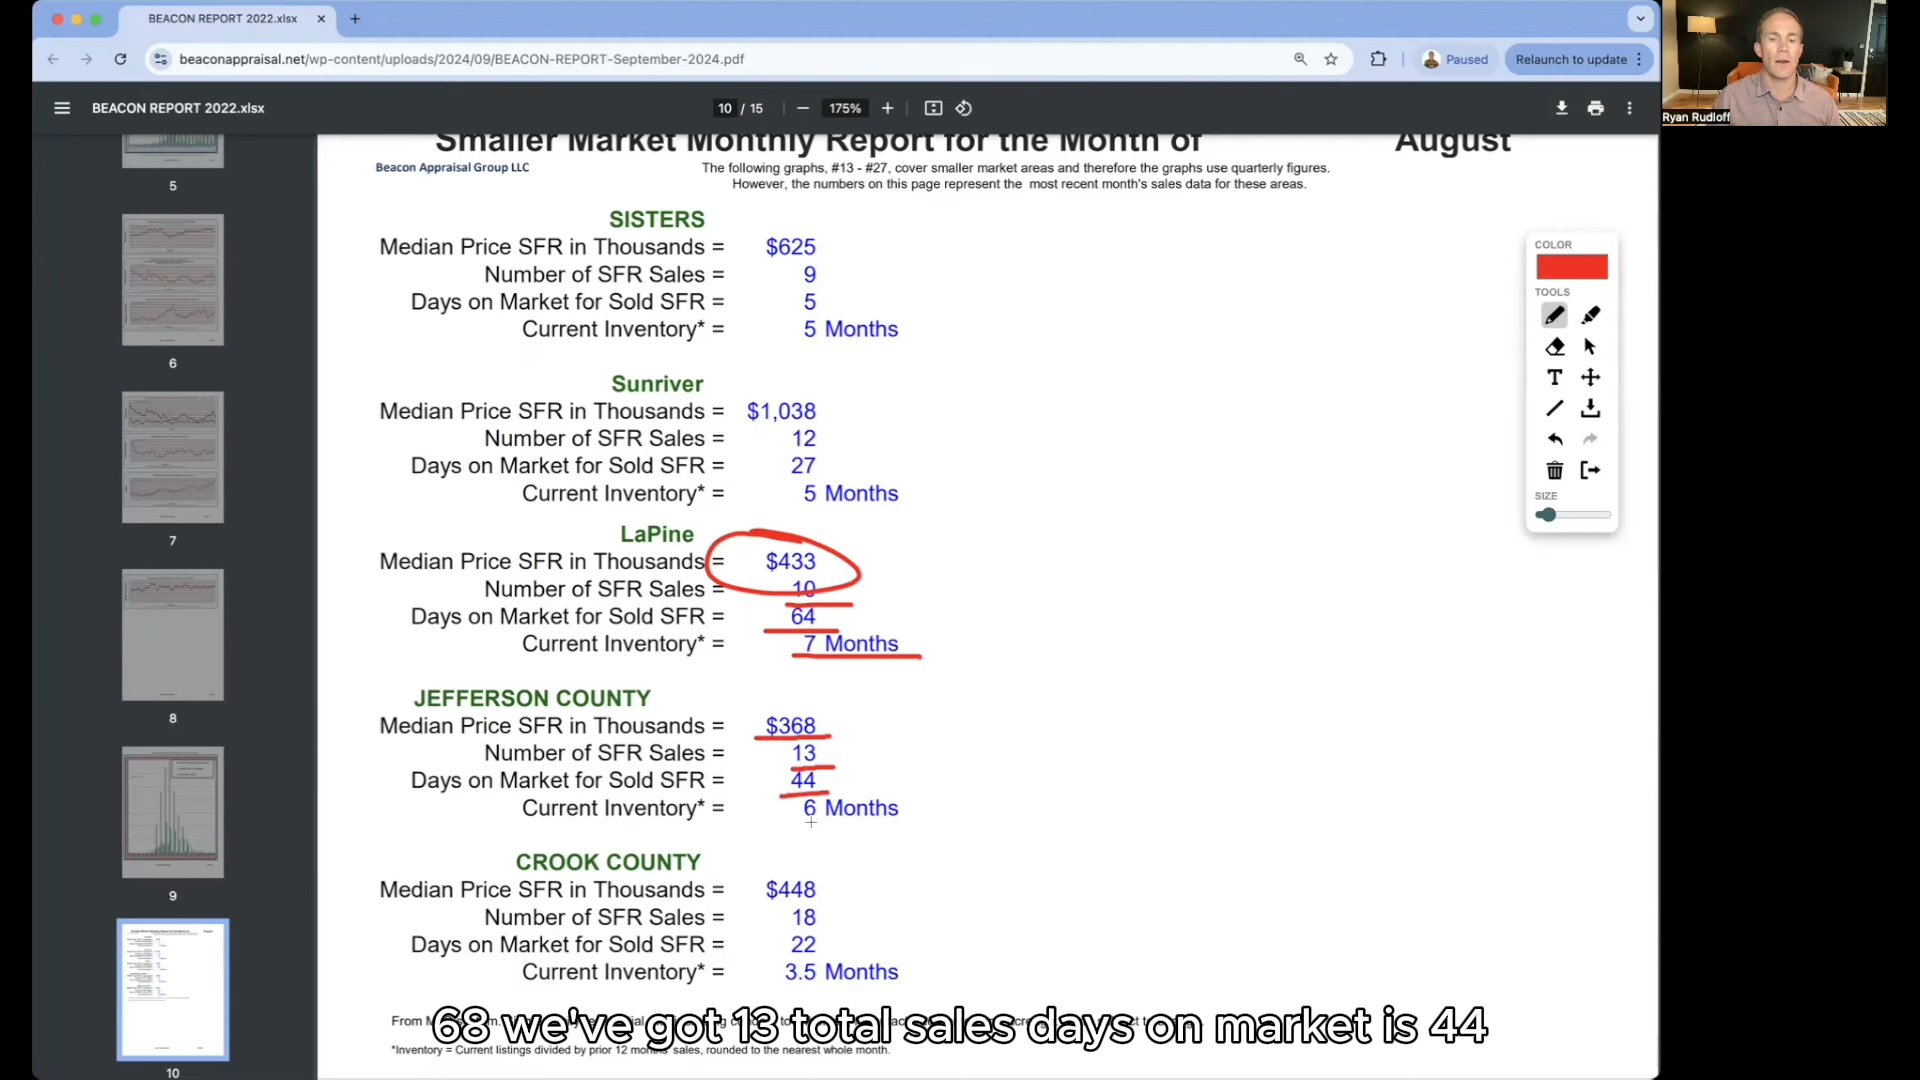 BEACON REPORT 2022.xlsx
beaconappraisal.net/wp-content/uploads/2024/09/BEACON-REPORT-September-2024.pdf
Paused
Relaunch to update
BEACON REPORT 2022.xlsx
10 / 15
175%
Ryan Rudloff
5
6
7
8
9
10
Smaller Market Monthly Report for the Month of August
Beacon Appraisal Group LLC
The following graphs, #13 - #27, cover smaller market areas and therefore the graphs use quarterly figures.
However, the numbers on this page represent the most recent month's sales data for these areas.
SISTERS
Median Price SFR in Thousands = $625
Number of SFR Sales = 9
Days on Market for Sold SFR = 5
Current Inventory* = 5 Months
Sunriver
Median Price SFR in Thousands = $1,038
Number of SFR Sales = 12
Days on Market for Sold SFR = 27
Current Inventory* = 5 Months
LaPine
Median Price SFR in Thousands = $433
Number of SFR Sales = 10
Days on Market for Sold SFR = 64
Current Inventory* = 7 Months
JEFFERSON COUNTY
Median Price SFR in Thousands = $368
Number of SFR Sales = 13
Days on Market for Sold SFR = 44
Current Inventory* = 6 Months
CROOK COUNTY
Median Price SFR in Thousands = $448
Number of SFR Sales = 18
Days on Market for Sold SFR = 22
Current Inventory* = 3.5 Months
68 we've got 13 total sales days on market is 44
*Inventory = Current listings divided by prior 12 months sales, rounded to the nearest whole month.
COLOR
TOOLS
SIZE